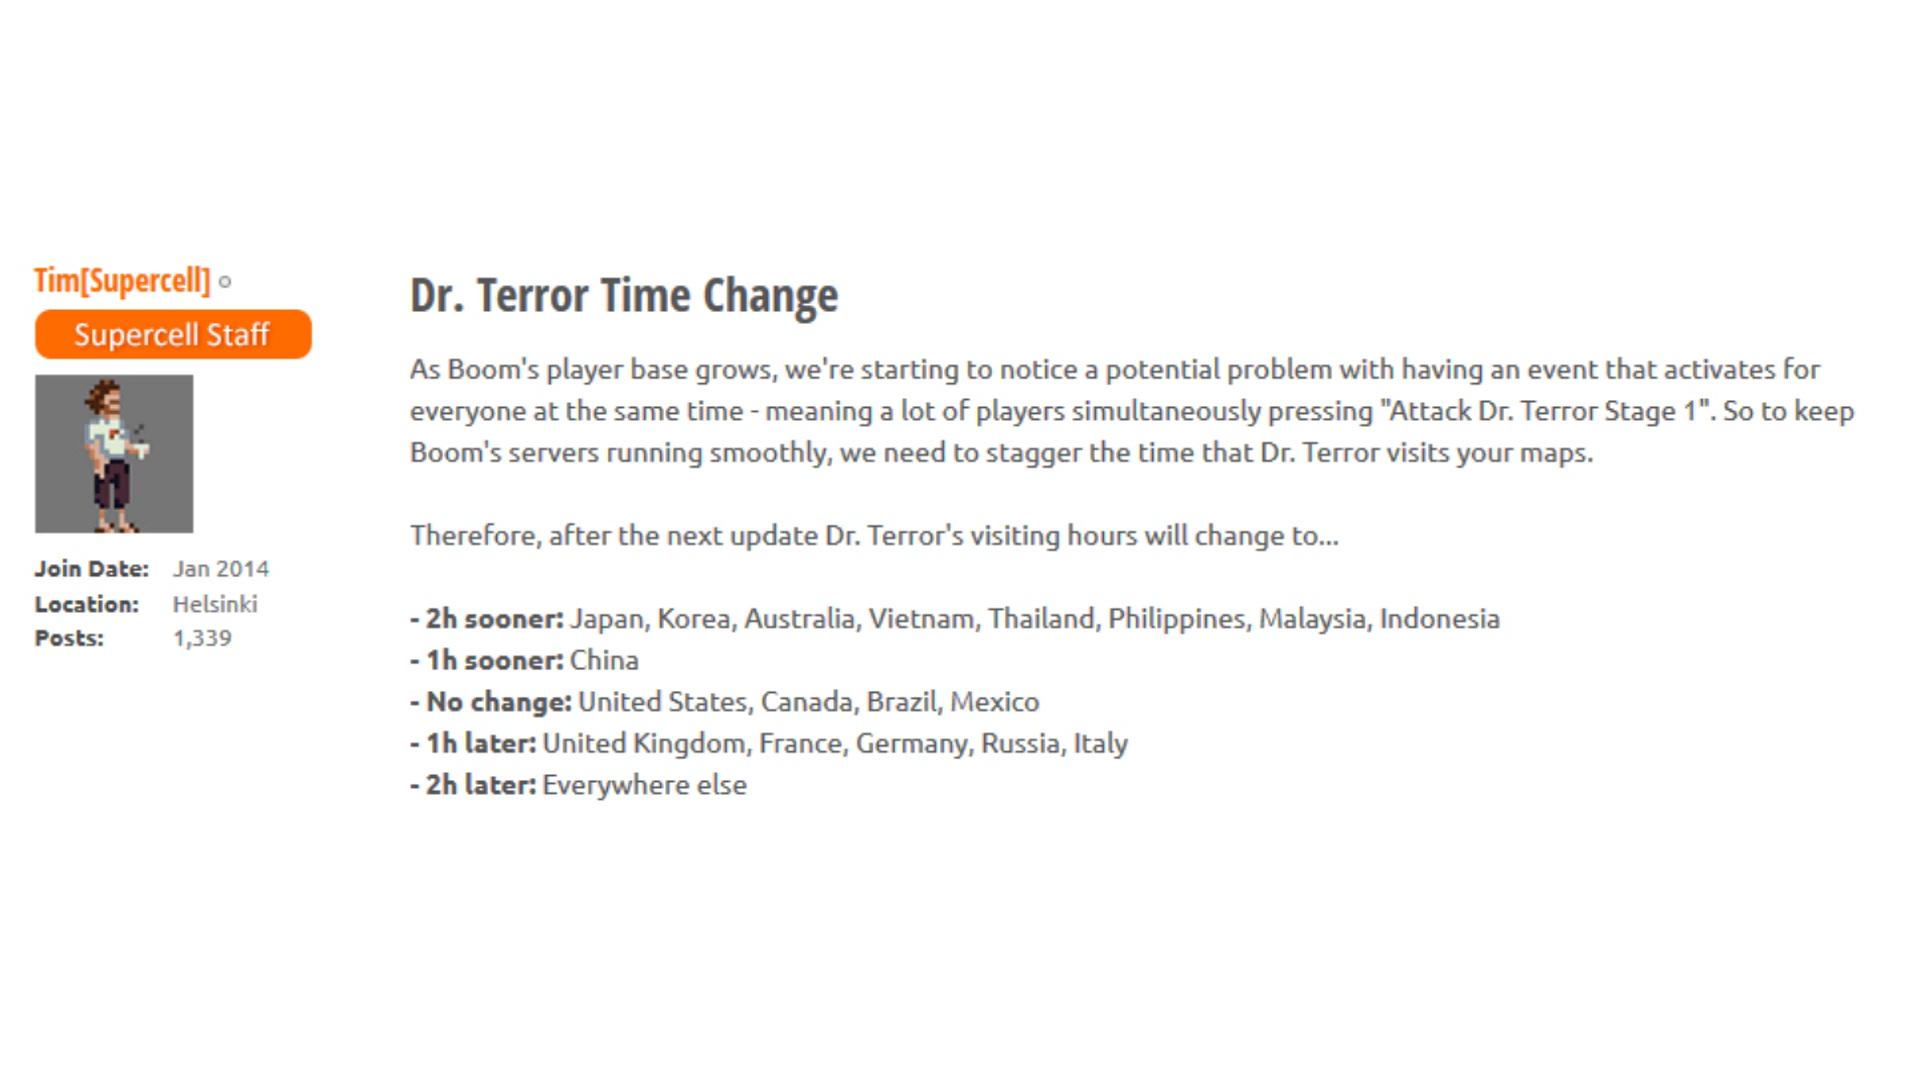 Tim[Supercell]
Supercell Staff
Join Date: Jan 2014
Location: Helsinki
Posts: 1,339
Dr. Terror Time Change
As Boom's player base grows, we're starting to notice a potential problem with having an event that activates for
everyone at the same time - meaning a lot of players simultaneously pressing "Attack Dr. Terror Stage 1". So to keep
Boom's servers running smoothly, we need to stagger the time that Dr. Terror visits your maps.
Therefore, after the next update Dr. Terror's visiting hours will change to...
- 2h sooner: Japan, Korea, Australia, Vietnam, Thailand, Philippines, Malaysia, Indonesia
- 1h sooner: China
- No change: United States, Canada, Brazil, Mexico
- 1h later: United Kingdom, France, Germany, Russia, Italy
- 2h later: Everywhere else